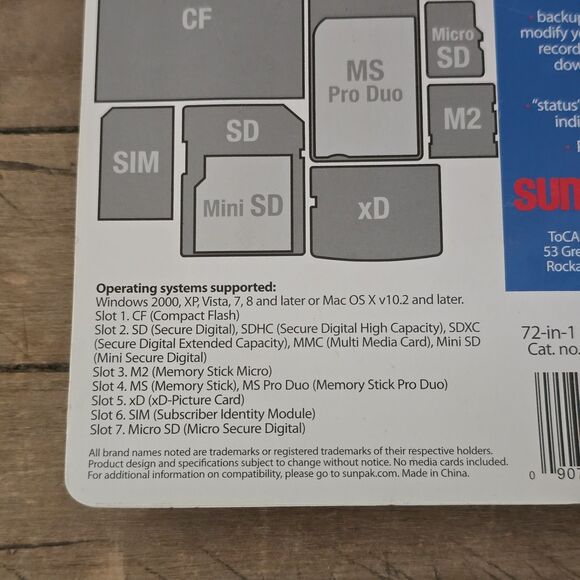 CF
MS
Pro Duo
Micro
SD
M2
SIM
SD
Mini SD
xD
Operating systems supported:
Windows 2000, XP, Vista, 7, 8 and later or Mac OS X v10.2 and later.
Slot 1. CF (Compact Flash)
Slot 2. SD (Secure Digital), SDHC (Secure Digital High Capacity), SDXC
(Secure Digital Extended Capacity), MMC (Multi Media Card), Mini SD
(Mini Secure Digital)
Slot 3. M2 (Memory Stick Micro)
Slot 4. MS (Memory Stick), MS Pro Duo (Memory Stick Pro Duo)
Slot 5. xD (xD-Picture Card)
Slot 6. SIM (Subscriber Identity Module)
Slot 7. Micro SD (Micro Secure Digital)
All brand names noted are trademarks or registered trademarks of their respective holders.
Product design and specifications subject to change without notice. No media cards included.
For additional information on compatibility, please go to sunpak.com. Made in China.
modify
"status"
53
72-in-1
Cat. no.
0 907